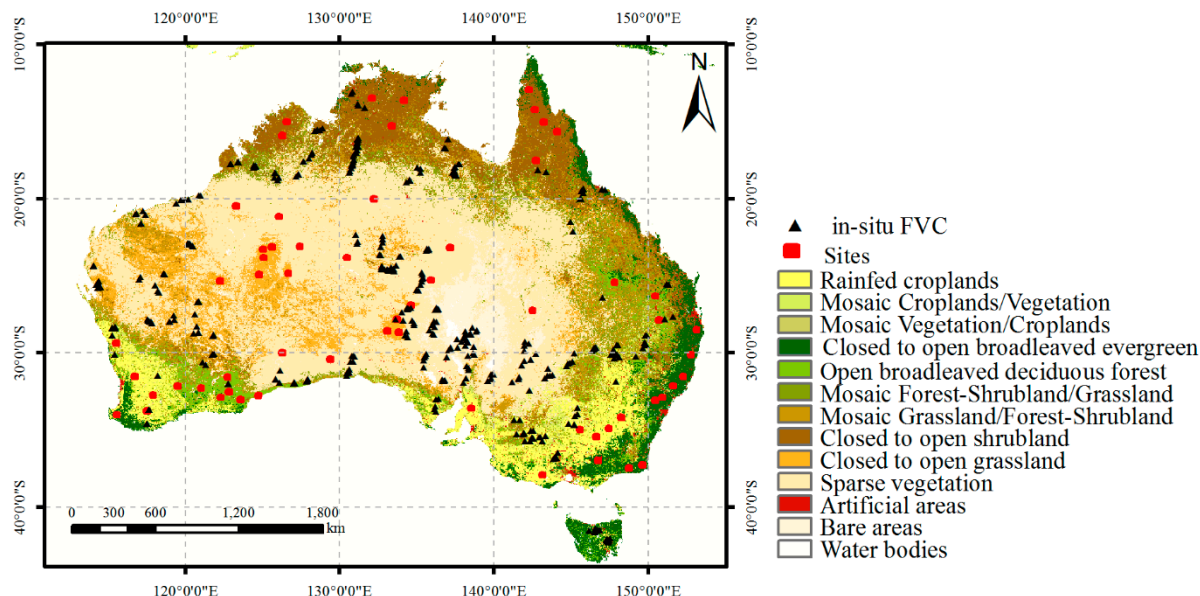 120°0'0"E 130°0'0"E 140°0'0"E 150°0'0"E
10°0'0"S
10°0'0"S
N
20°0'0"S
20°0'0"S
30°0'0"S
30°0'0"S
40°0'0"S
40°0'0"S
0 300 600 1,200 1,800
km
120°0'0"E 130°0'0"E 140°0'0"E 150°0'0"E
in-situ FVC
Sites
Rainfed croplands
Mosaic Croplands/Vegetation
Mosaic Vegetation/Croplands
Closed to open broadleaved evergreen
Open broadleaved deciduous forest
Mosaic Forest-Shrubland/Grassland
Mosaic Grassland/Forest-Shrubland
Closed to open shrubland
Closed to open grassland
Sparse vegetation
Artificial areas
Bare areas
Water bodies